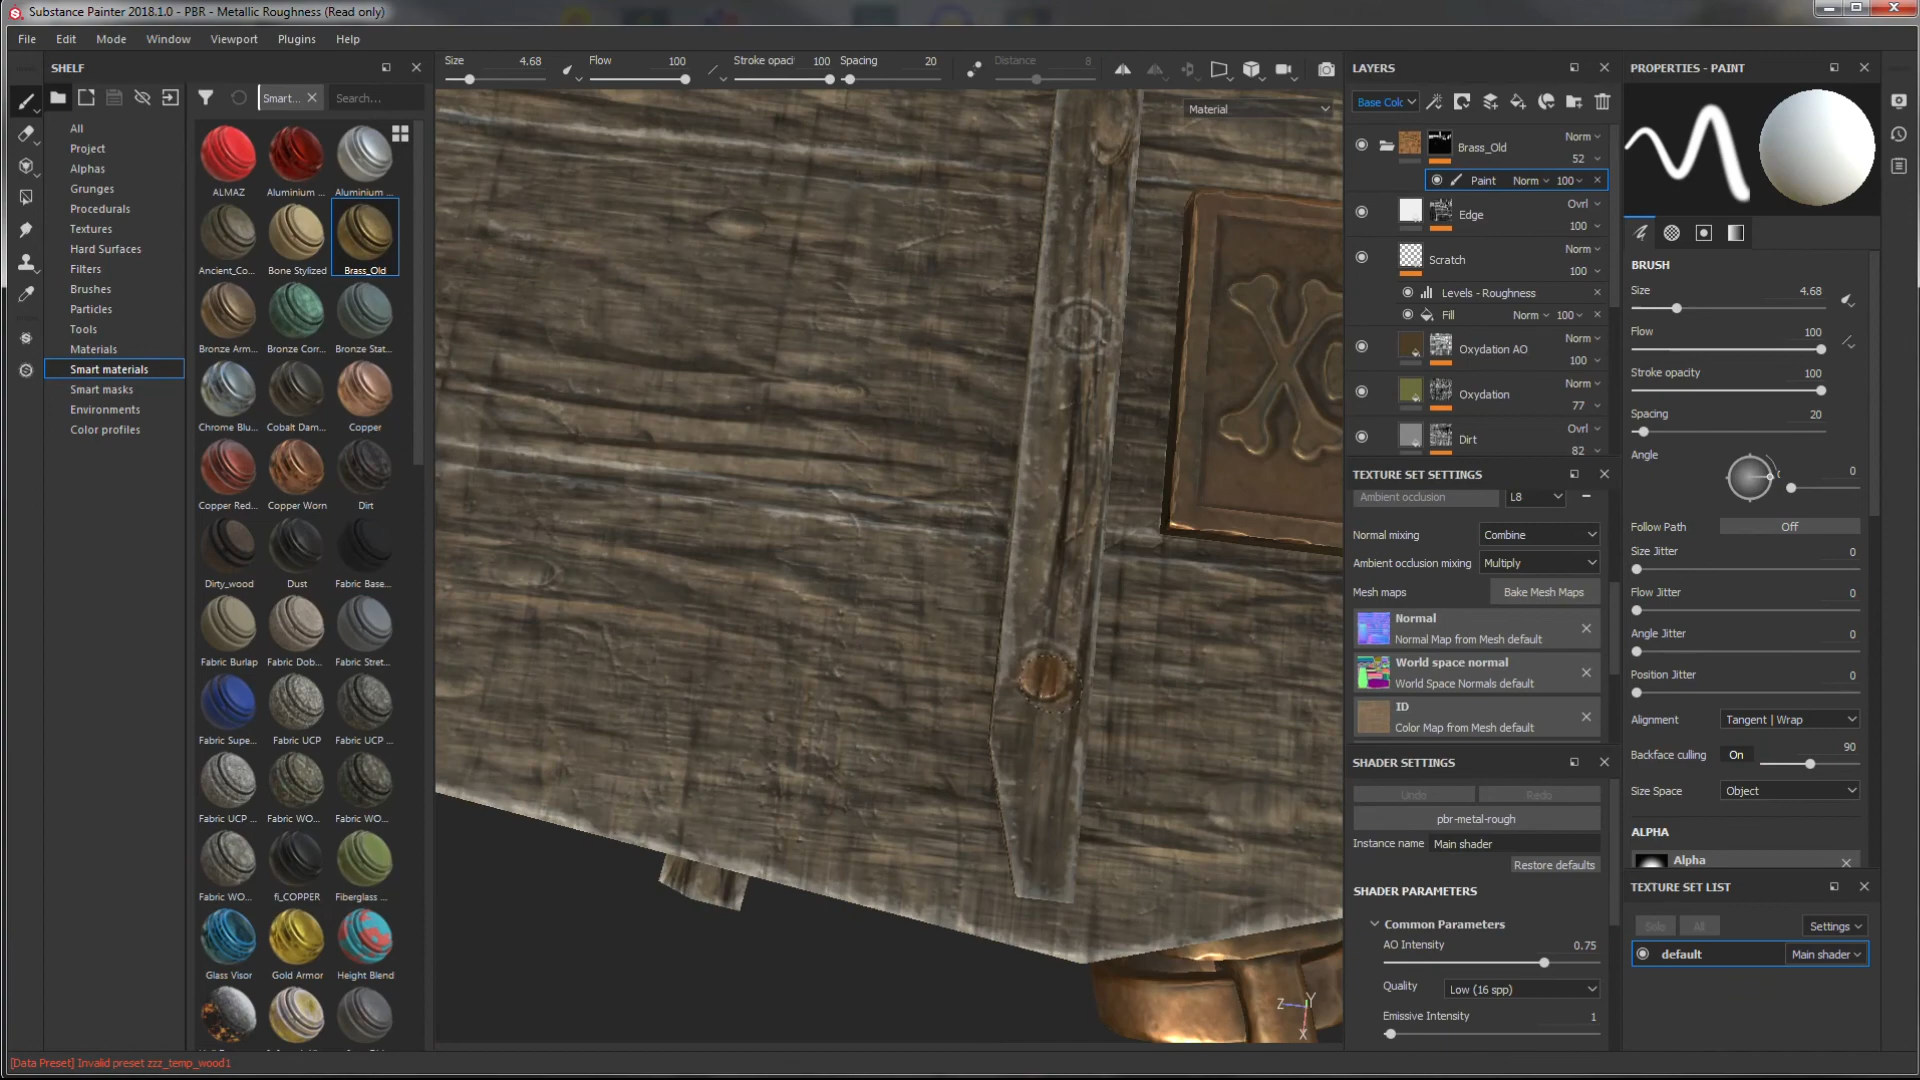 Substance Painter 2018.1.0 - PBR - Metallic Roughness (Read only)
File Edit Mode Window Viewport Plugins Help
SHELF
Smart...
Search...
All
Project
Alphas
Grunges
Procedurals
Textures
Hard Surfaces
Filters
Brushes
Particles
Tools
Materials
Smart materials
Smart masks
Environments
Color profiles
ALMAZ Aluminium ... Aluminium ...
Ancient_Co... Bone Stylized Brass_Old
Bronze Arm... Bronze Corr... Bronze Stat...
Chrome Blu... Cobalt Dam... Copper
Copper Red... Copper Worn Dirt
Dirty_wood Dust Fabric Base...
Fabric Burlap Fabric Dob... Fabric Stret...
Fabric Supe... Fabric UCP Fabric UCP ...
Fabric UCP ... Fabric WO... Fabric WO...
Fabric WO... fi_COPPER Fiberglass ...
Glass Visor Gold Armor Height Blend
[Data Preset] Invalid preset zzz_temp_wood1
Size 4.68 Flow 100 Stroke opaci 100 Spacing 20 Distance 8
Material
Z Y
X
LAYERS
Base Colo
Brass_Old Norm 52
Paint Norm 100
Edge Ovrl 100
Scratch Norm 100
Levels - Roughness
Fill Norm 100
Oxydation AO Norm 100
Oxydation Norm 77
Dirt Ovrl 82
TEXTURE SET SETTINGS
Ambient occlusion L8
Normal mixing Combine
Ambient occlusion mixing Multiply
Mesh maps Bake Mesh Maps
Normal
Normal Map from Mesh default
World space normal
World Space Normals default
ID
Color Map from Mesh default
SHADER SETTINGS
Undo Redo
pbr-metal-rough
Instance name Main shader
Restore defaults
SHADER PARAMETERS
Common Parameters
AO Intensity 0.75
Quality Low (16 spp)
Emissive Intensity 1
PROPERTIES - PAINT
BRUSH
Size 4.68
Flow 100
Stroke opacity 100
Spacing 20
Angle 0
Follow Path Off
Size Jitter 0
Flow Jitter 0
Angle Jitter 0
Position Jitter 0
Alignment Tangent | Wrap
Backface culling On 90
Size Space Object
ALPHA
Alpha
TEXTURE SET LIST
Solo All Settings
default Main shader